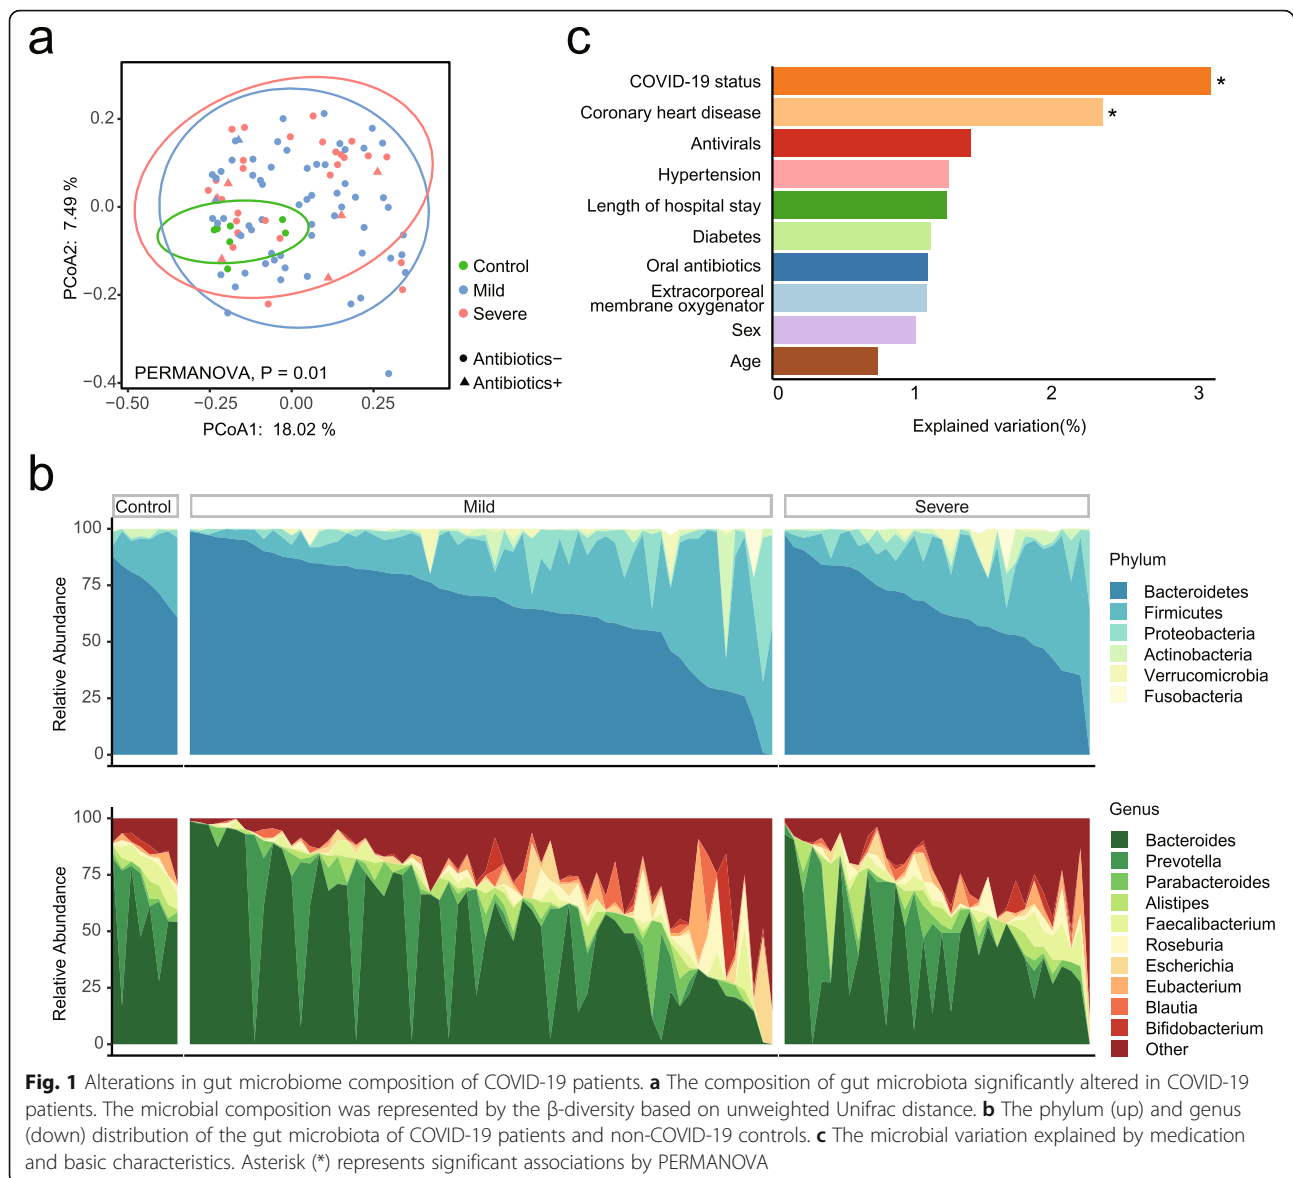 a
0.2
0.0
−0.2
−0.4
PCoA2: 7.49 %
PERMANOVA, P = 0.01
−0.50
−0.25
0.00
0.25
PCoA1: 18.02 %
Control
Mild
Severe
Antibiotics−
Antibiotics+
c
COVID-19 status
*
Coronary heart disease
*
Antivirals
Hypertension
Length of hospital stay
Diabetes
Oral antibiotics
Extracorporeal
membrane oxygenator
Sex
Age
0
1
2
3
Explained variation(%)
b
Control
Mild
Severe
100
75
50
25
0
Relative Abundance
Phylum
Bacteroidetes
Firmicutes
Proteobacteria
Actinobacteria
Verrucomicrobia
Fusobacteria
100
75
50
25
0
Relative Abundance
Genus
Bacteroides
Prevotella
Parabacteroides
Alistipes
Faecalibacterium
Roseburia
Escherichia
Eubacterium
Blautia
Bifidobacterium
Other
Fig. 1 Alterations in gut microbiome composition of COVID-19 patients. a The composition of gut microbiota significantly altered in COVID-19
patients. The microbial composition was represented by the β-diversity based on unweighted Unifrac distance. b The phylum (up) and genus
(down) distribution of the gut microbiota of COVID-19 patients and non-COVID-19 controls. c The microbial variation explained by medication
and basic characteristics. Asterisk (*) represents significant associations by PERMANOVA